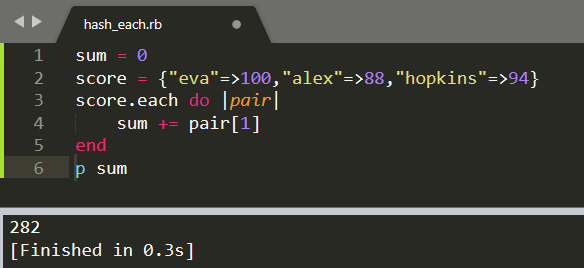 hash_each.rb
1 sum = 0
2 score = {"eva"=>100,"alex"=>88,"hopkins"=>94}
3 score.each do |pair|
4     sum += pair[1]
5 end
6 p sum
282
[Finished in 0.3s]